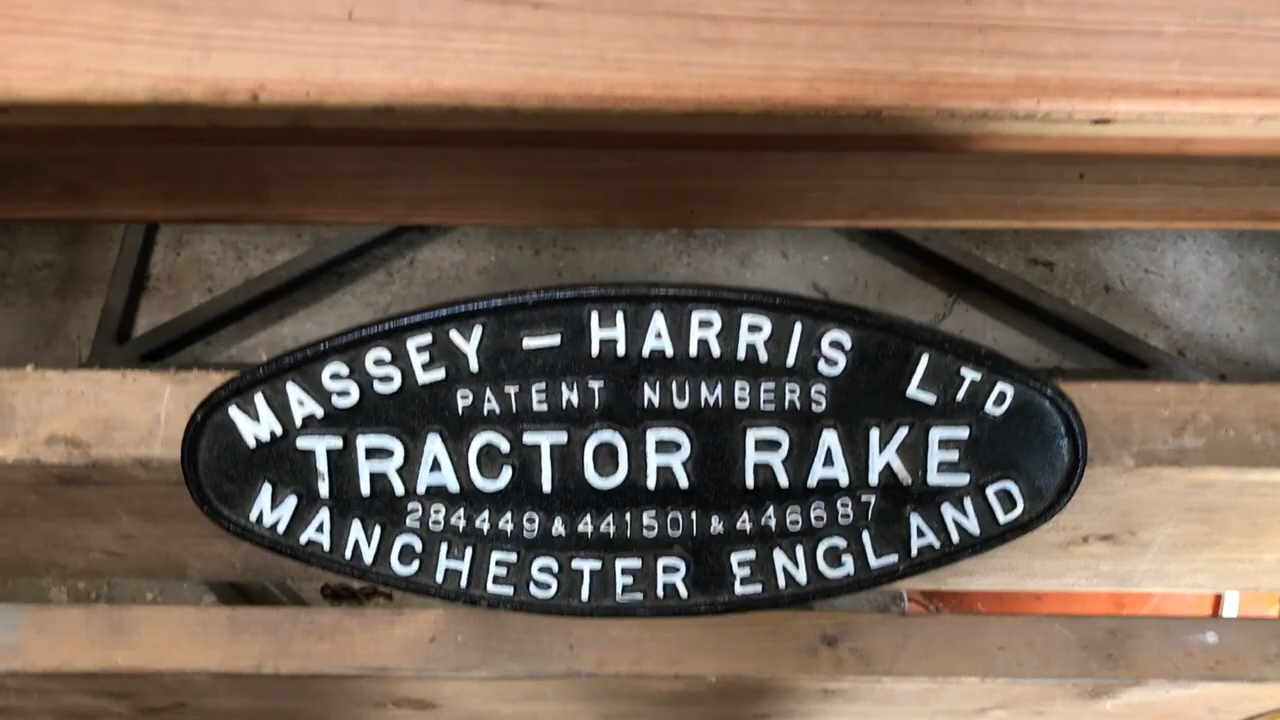 MASSEY – HARRIS LTD
PATENT NUMBERS
TRACTOR RAKE
284449 & 441501 & 446687
MANCHESTER ENGLAND